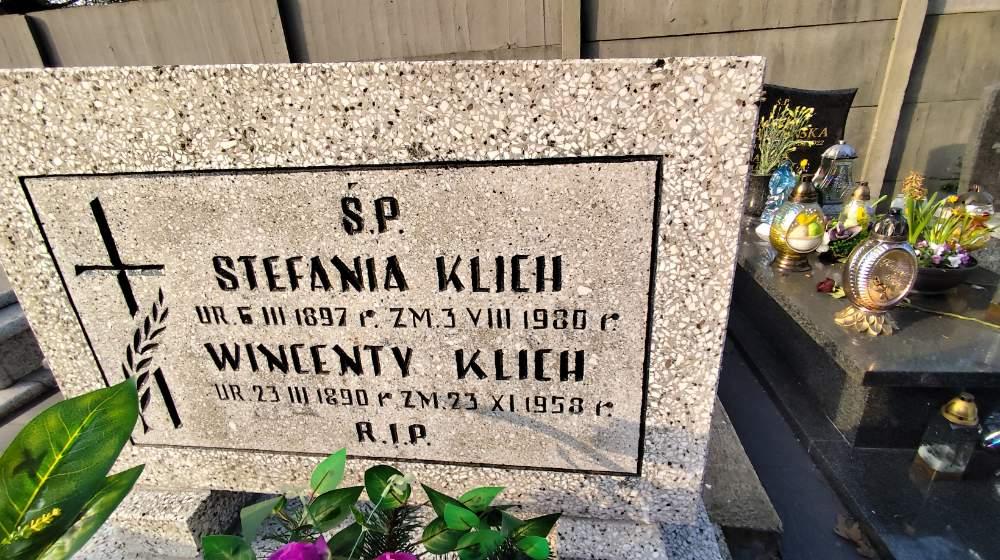 Ś.P.
STEFANIA KLICH
UR. 6 III 1897 r. ZM. 3 VIII 1980 r.
WINCENTY KLICH
UR 23 III 1890 r. ZM. 23 XI 1958 r.
R.I.P.
Ś.P.